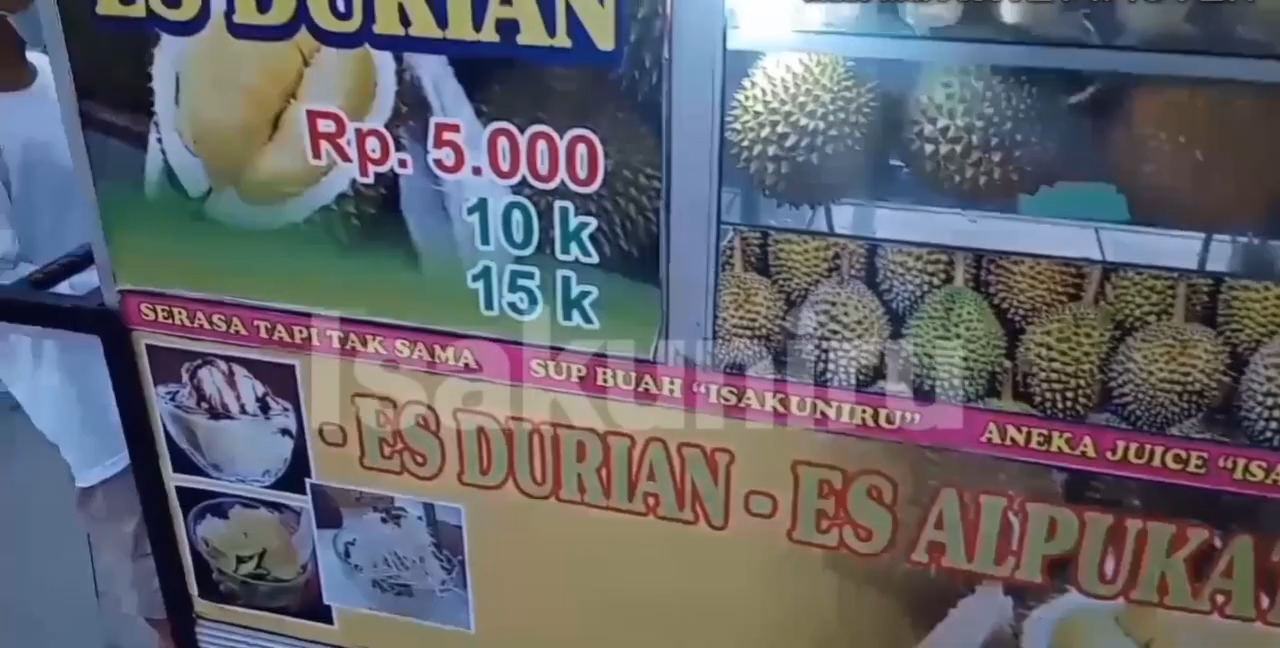 ES DURIAN
Rp. 5.000
10 k
15 k
SERASA TAPI TAK SAMA SUP BUAH “ISAKUNIRU” ANEKA JUICE “ISA
Isakuniru
- ES DURIAN - ES ALPUKA